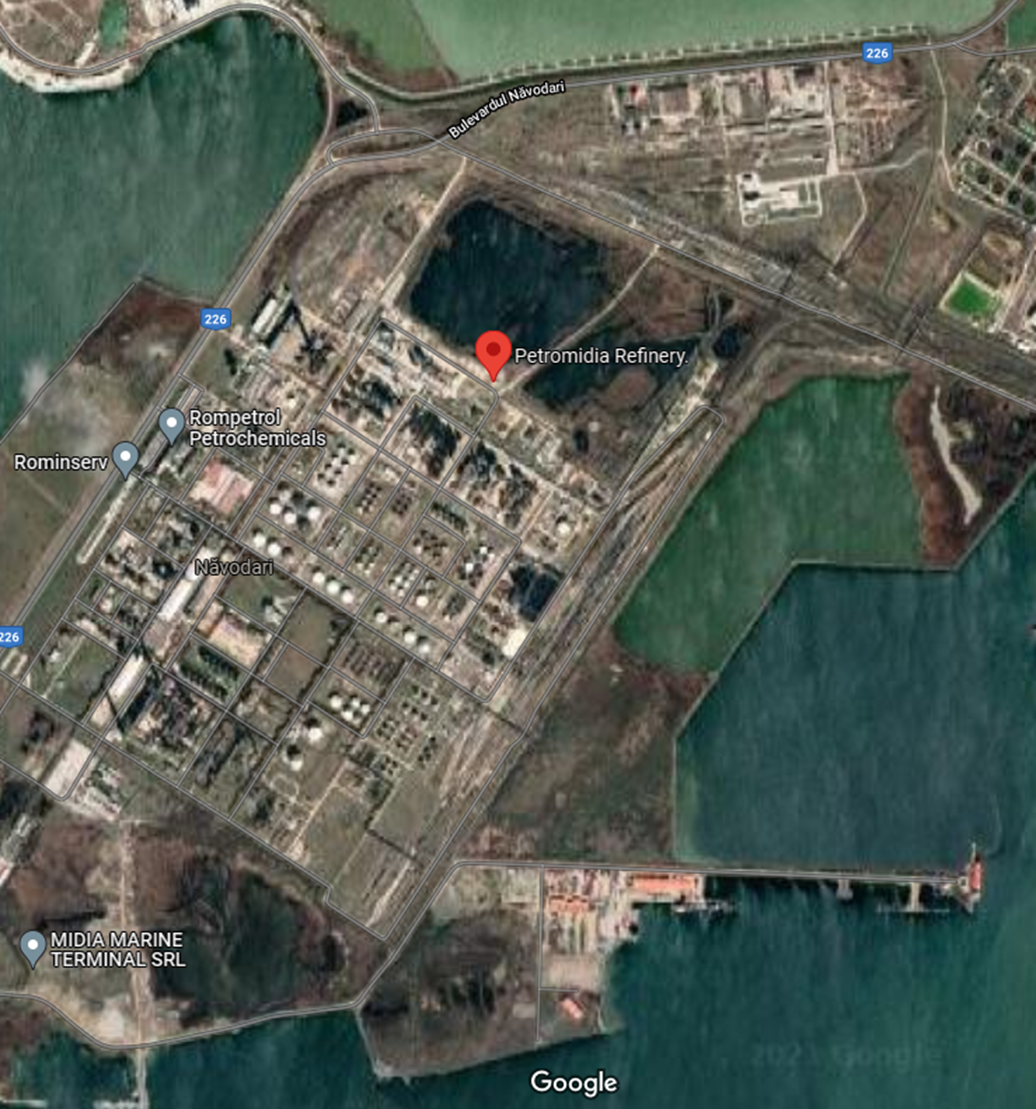 226
Bulevardul Năvodari
226
Petromidia Refinery.
Rompetrol
Petrochemicals
Rominserv
Năvodari
226
MIDIA MARINE
TERMINAL SRL
Google